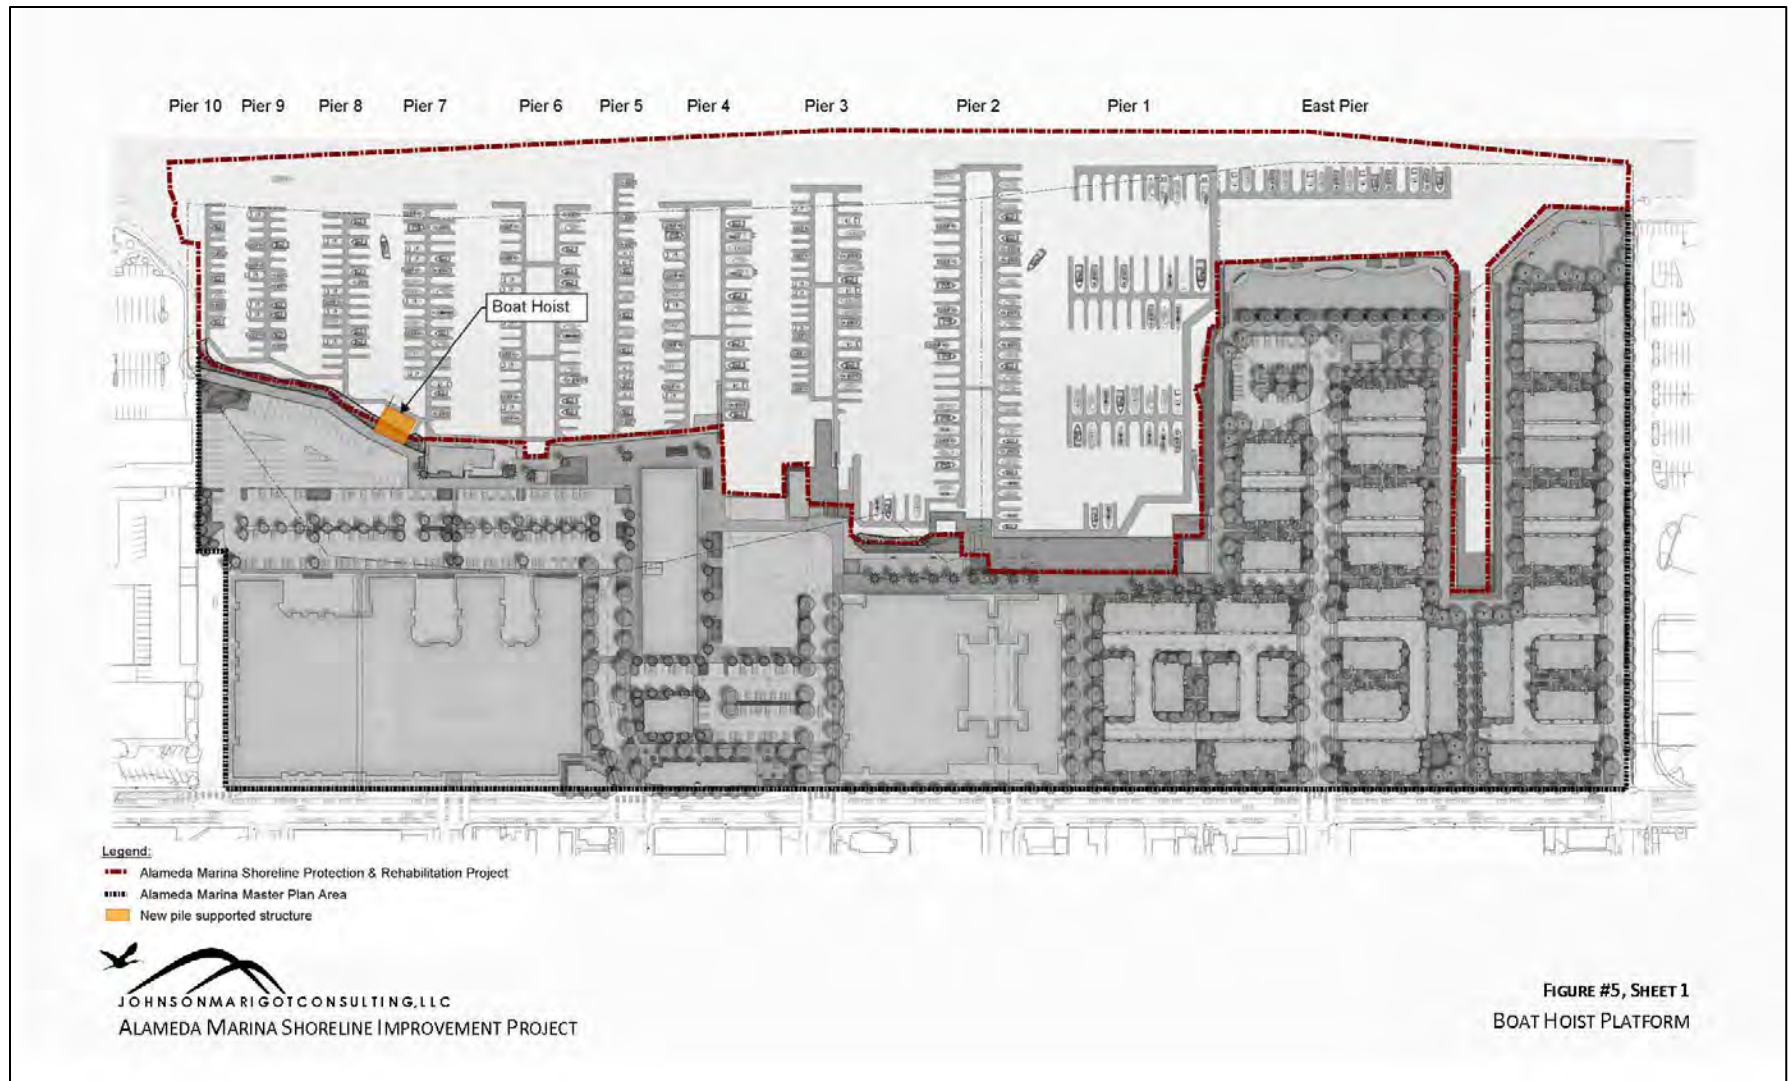 Pier 10 Pier 9 Pier 8 Pier 7 Pier 6 Pier 5 Pier 4 Pier 3 Pier 2 Pier 1 East Pier
Boat Hoist
Legend:
Alameda Marina Shoreline Protection & Rehabilitation Project
Alameda Marina Master Plan Area
New pile supported structure
JOHNSONMARIGOTCONSULTING,LLC
ALAMEDA MARINA SHORELINE IMPROVEMENT PROJECT
FIGURE #5, SHEET 1
BOAT HOIST PLATFORM